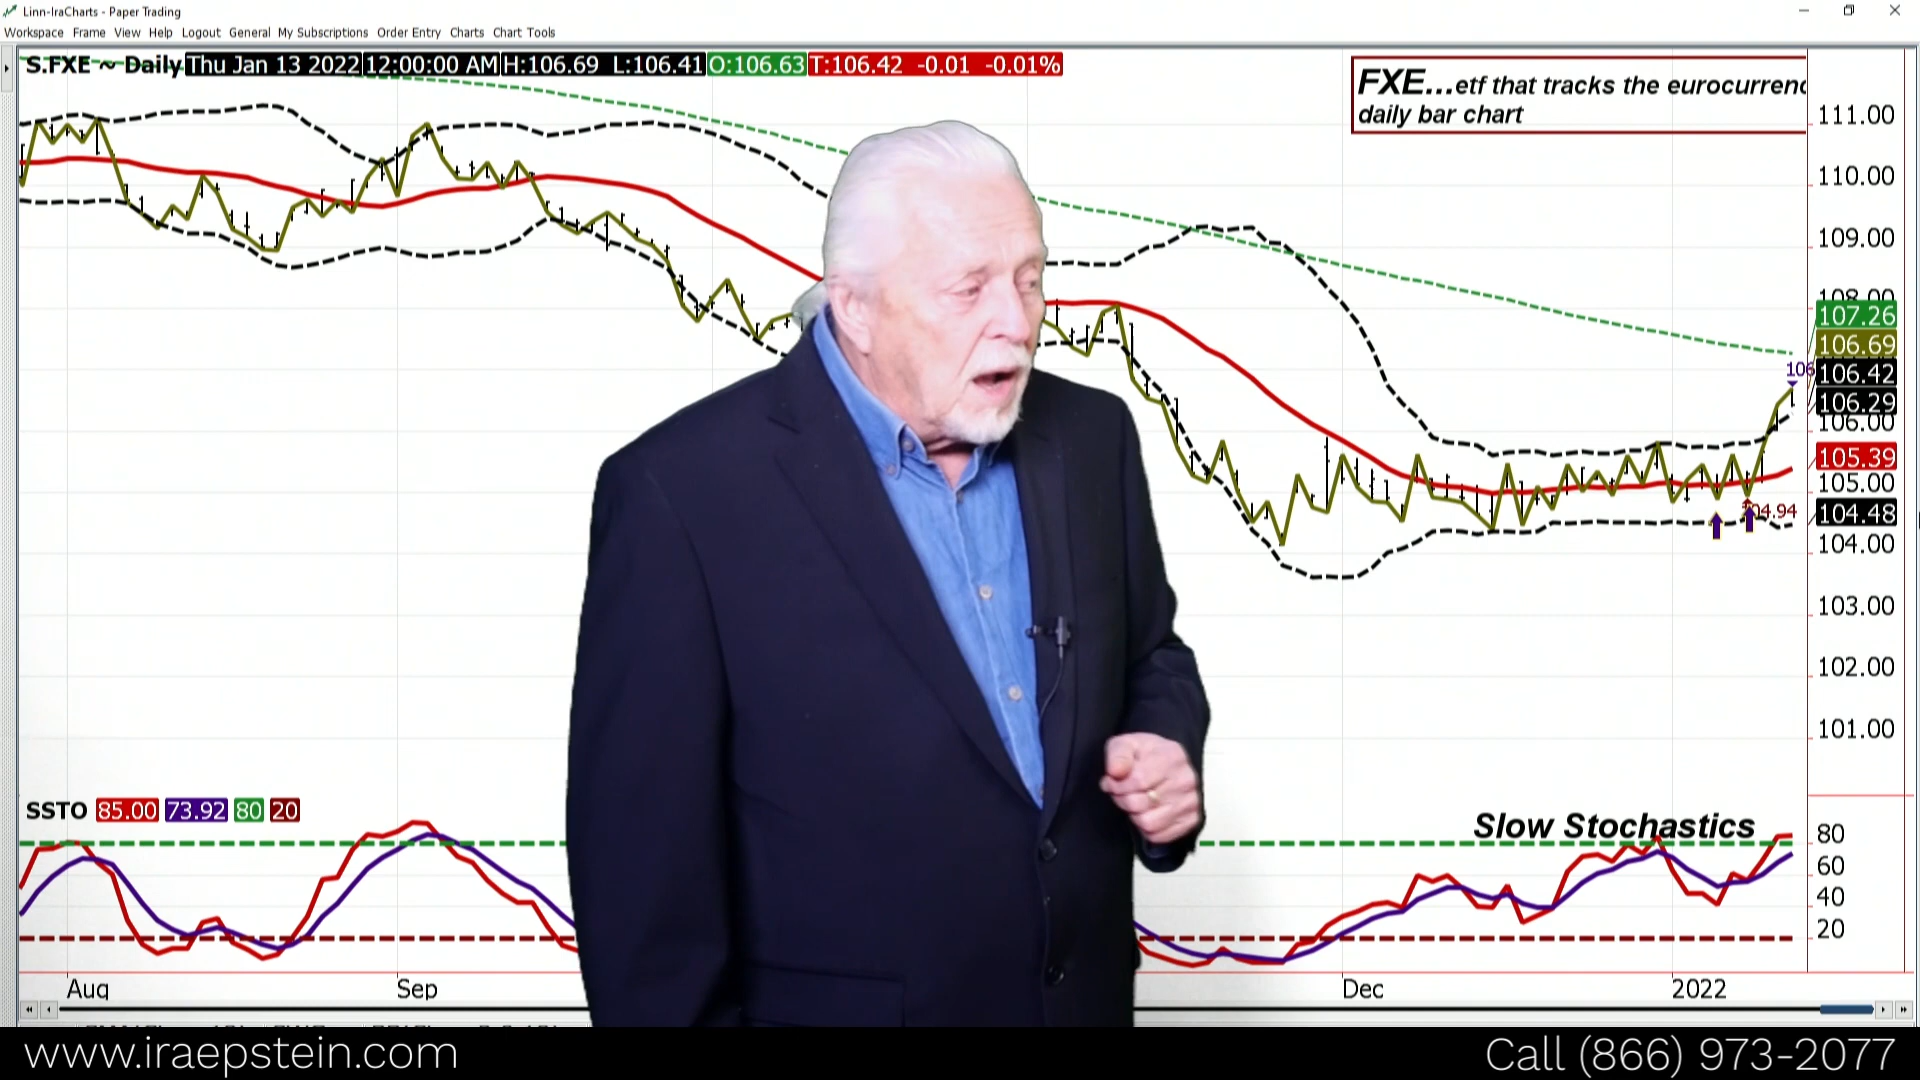 Linn-IraCharts - Paper Trading
Workspace Frame View Help Logout General My Subscriptions Order Entry Charts Chart Tools
S.FXE ~ Daily Thu Jan 13 2022 12:00:00 AM H:106.69 L:106.41 O:106.63 T:106.42 -0.01 -0.01%
FXE...etf that tracks the
daily bar chart
111.00
110.00
109.00
108.00
107.26
106.69
106
106.42
106.29
106.00
105.39
105.00
104.94
104.48
104.00
103.00
102.00
101.00
SSTO 85.00 73.92 80 20
Slow Stochastics
80
60
40
20
Aug
Sep
Dec
2022
www.iraepstein.com
Call (866) 973-2077